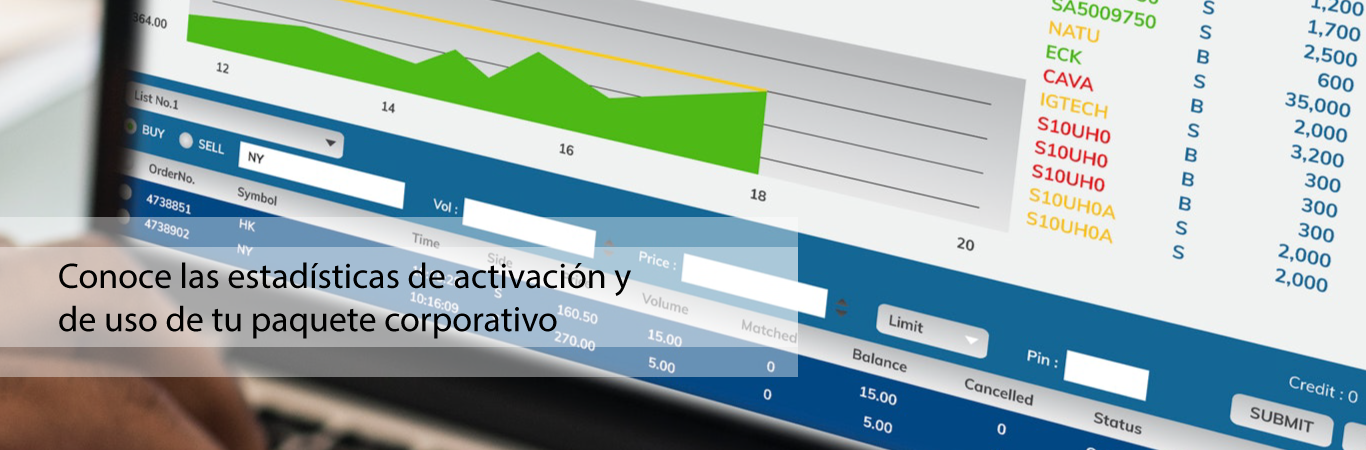 SA5009750
NATU
ECK
CAVA
IGTECH
S10UH0
S10UH0
S10UH0
S10UH0A
S10UH0A
S
S
B
S
B
S
B
B
B
S
S
1,200
1,700
2,500
600
35,000
2,000
3,200
300
300
300
2,000
2,000
364.00
12
14
16
18
20
List No.1
BUY
SELL
NY
Vol :
Price :
Limit
Pin :
Credit : 0
SUBMIT
OrderNo. Symbol Time Side Volume Matched Balance Cancelled Status
4738851 HK S 160.50 15.00 0 15.00 0
4738902 NY 10:16:09 270.00 5.00 0 5.00
Conoce las estadísticas de activación y
de uso de tu paquete corporativo